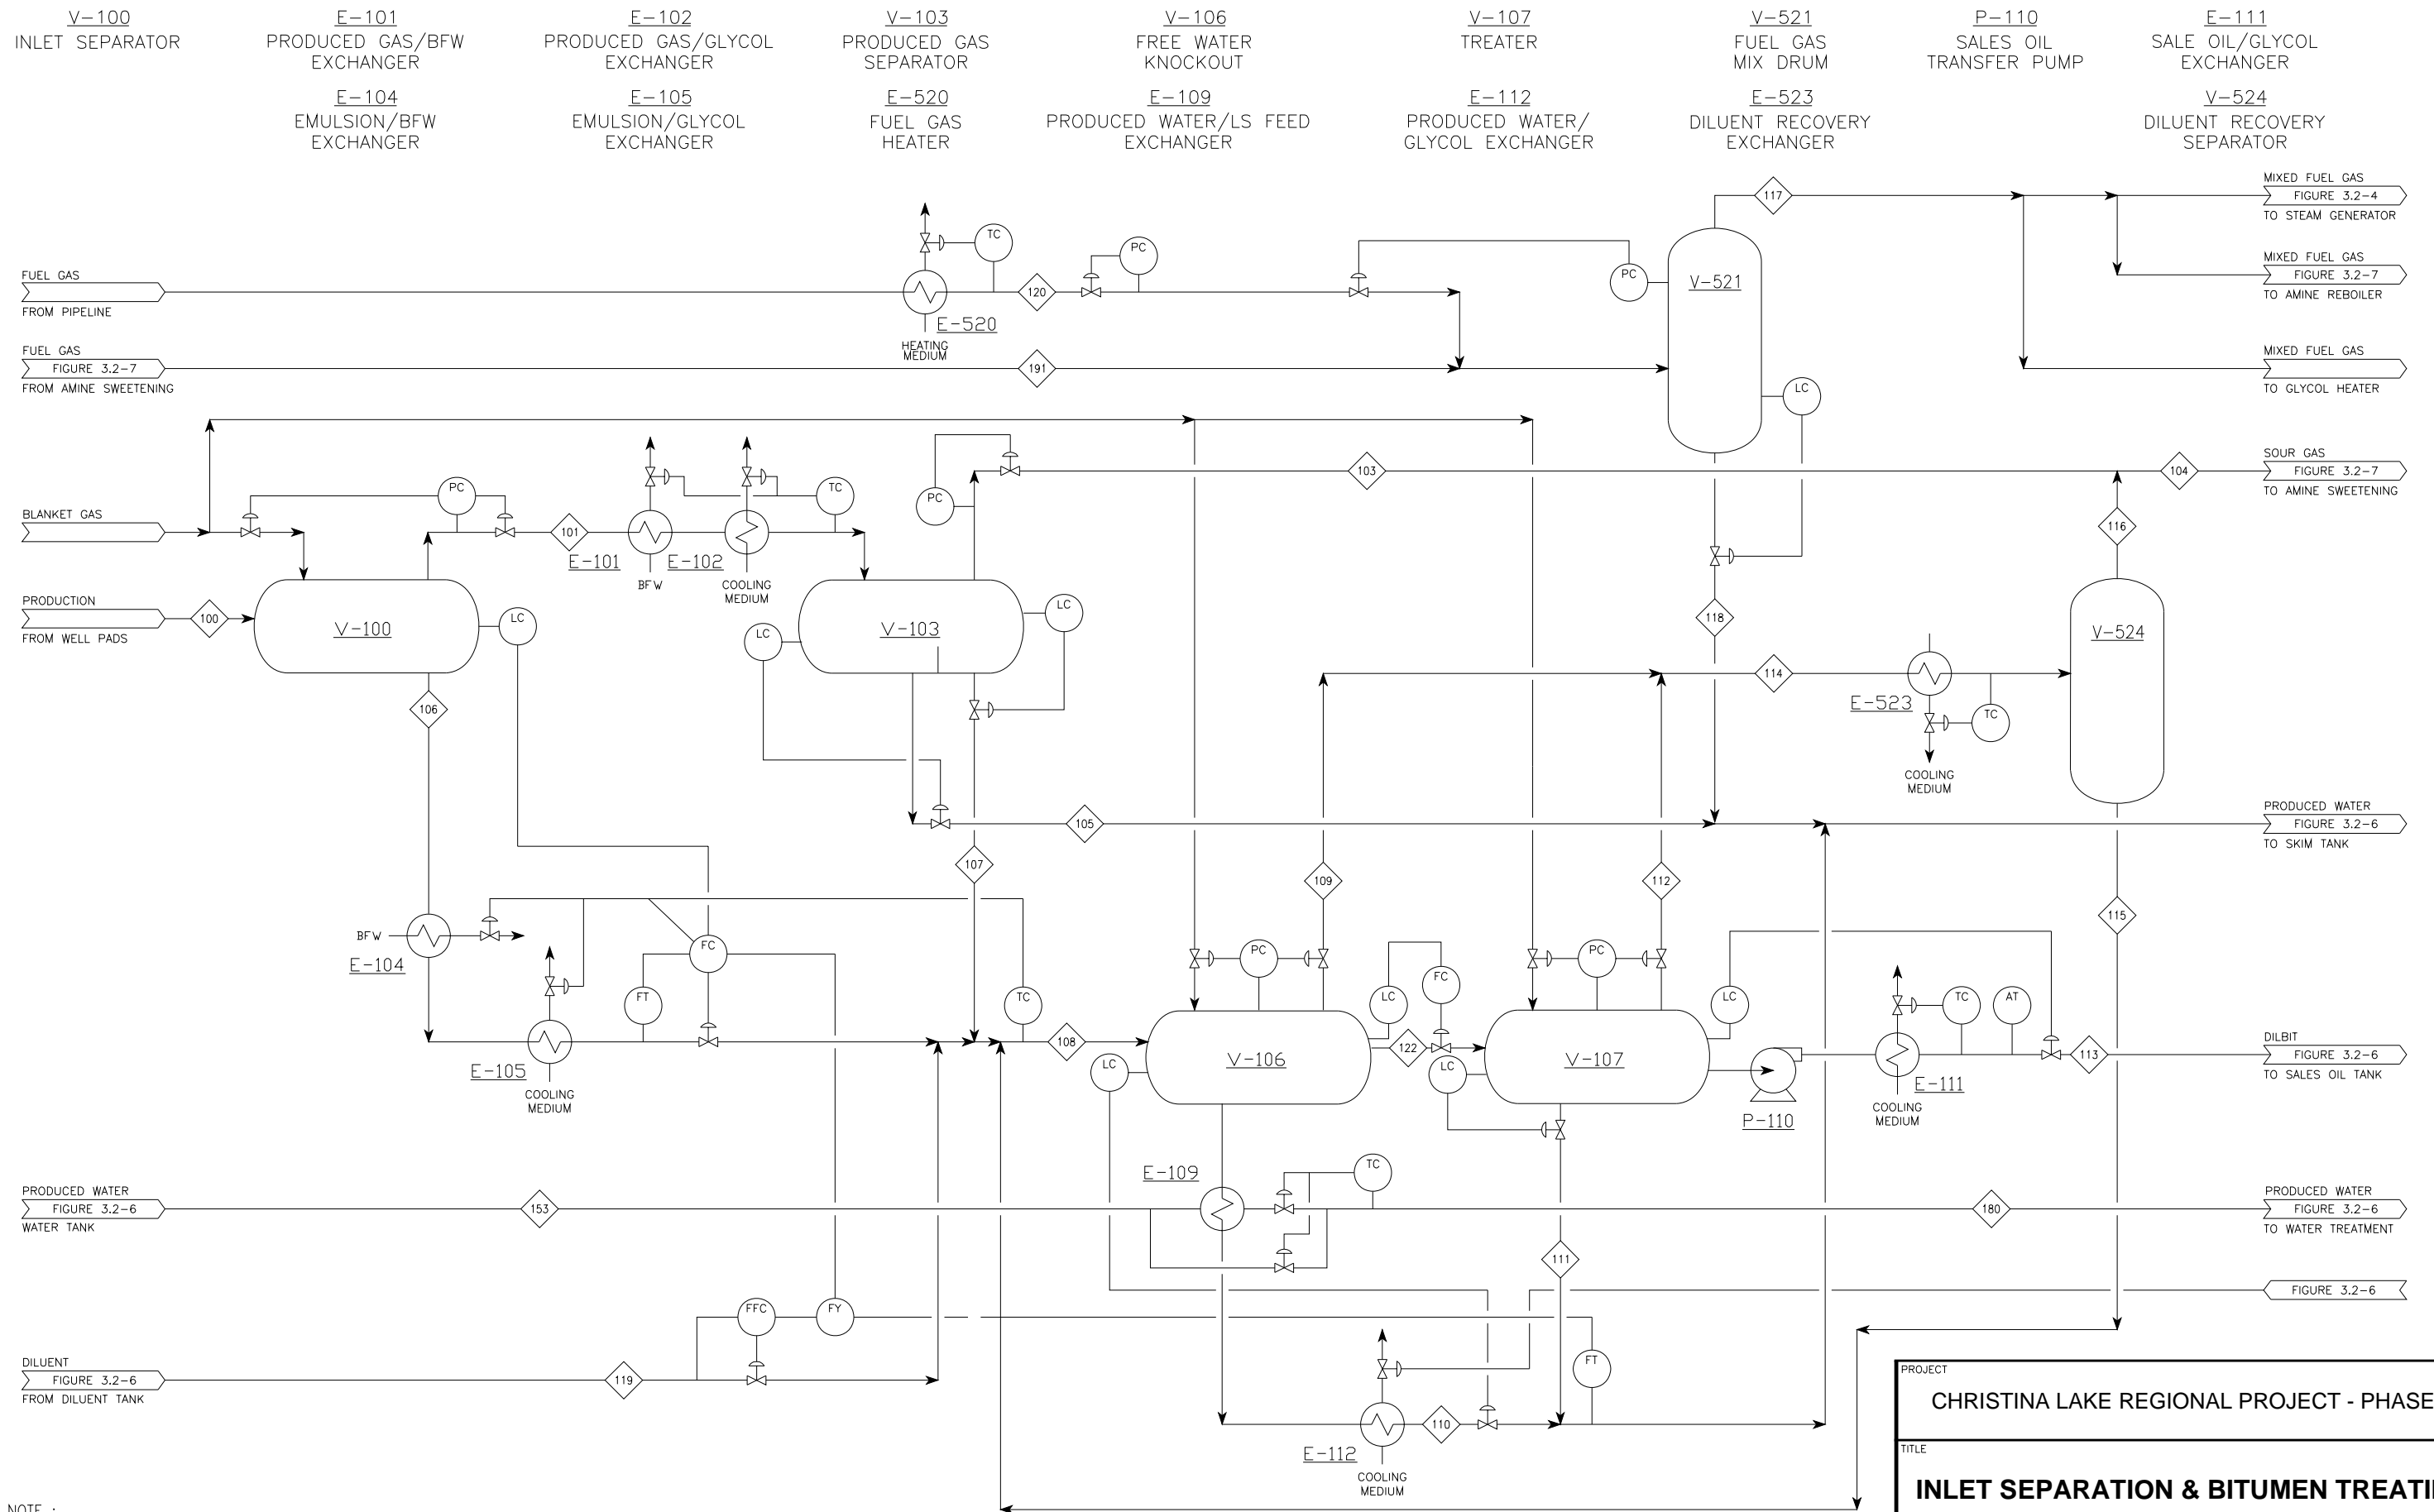 V-100
INLET SEPARATOR
E-101
PRODUCED GAS/BFW
EXCHANGER
E-102
PRODUCED GAS/GLYCOL
EXCHANGER
V-103
PRODUCED GAS
SEPARATOR
V-106
FREE WATER
KNOCKOUT
V-107
TREATER
V-521
FUEL GAS
MIX DRUM
P-110
SALES OIL
TRANSFER PUMP
E-111
SALE OIL/GLYCOL
EXCHANGER
E-104
EMULSION/BFW
EXCHANGER
E-105
EMULSION/GLYCOL
EXCHANGER
E-520
FUEL GAS
HEATER
E-109
PRODUCED WATER/LS FEED
EXCHANGER
E-112
PRODUCED WATER/
GLYCOL EXCHANGER
E-523
DILUENT RECOVERY
EXCHANGER
V-524
DILUENT RECOVERY
SEPARATOR
MIXED FUEL GAS
FIGURE 3.2-4
TO STEAM GENERATOR
117
TC
PC
PC
V-521
MIXED FUEL GAS
FIGURE 3.2-7
TO AMINE REBOILER
FUEL GAS
FROM PIPELINE
120
E-520
HEATING
MEDIUM
FUEL GAS
FIGURE 3.2-7
FROM AMINE SWEETENING
191
MIXED FUEL GAS
TO GLYCOL HEATER
LC
SOUR GAS
FIGURE 3.2-7
TO AMINE SWEETENING
103
104
PC
TC
PC
BLANKET GAS
101
E-101
E-102
BFW
COOLING
MEDIUM
116
PRODUCTION
FROM WELL PADS
100
V-100
LC
LC
V-103
LC
118
V-524
114
E-523
TC
COOLING
MEDIUM
106
PRODUCED WATER
FIGURE 3.2-6
TO SKIM TANK
105
107
109
112
115
BFW
E-104
FC
PC
PC
FT
TC
LC
FC
LC
TC
AT
E-105
COOLING
MEDIUM
108
LC
V-106
122
LC
V-107
P-110
E-111
COOLING
MEDIUM
113
DILBIT
FIGURE 3.2-6
TO SALES OIL TANK
E-109
TC
PRODUCED WATER
FIGURE 3.2-6
WATER TANK
153
180
PRODUCED WATER
FIGURE 3.2-6
TO WATER TREATMENT
111
FIGURE 3.2-6
FFC
FY
FT
DILUENT
FIGURE 3.2-6
FROM DILUENT TANK
119
110
E-112
COOLING
MEDIUM
PROJECT
CHRISTINA LAKE REGIONAL PROJECT - PHASE
TITLE
INLET SEPARATION & BITUMEN
NOTE :